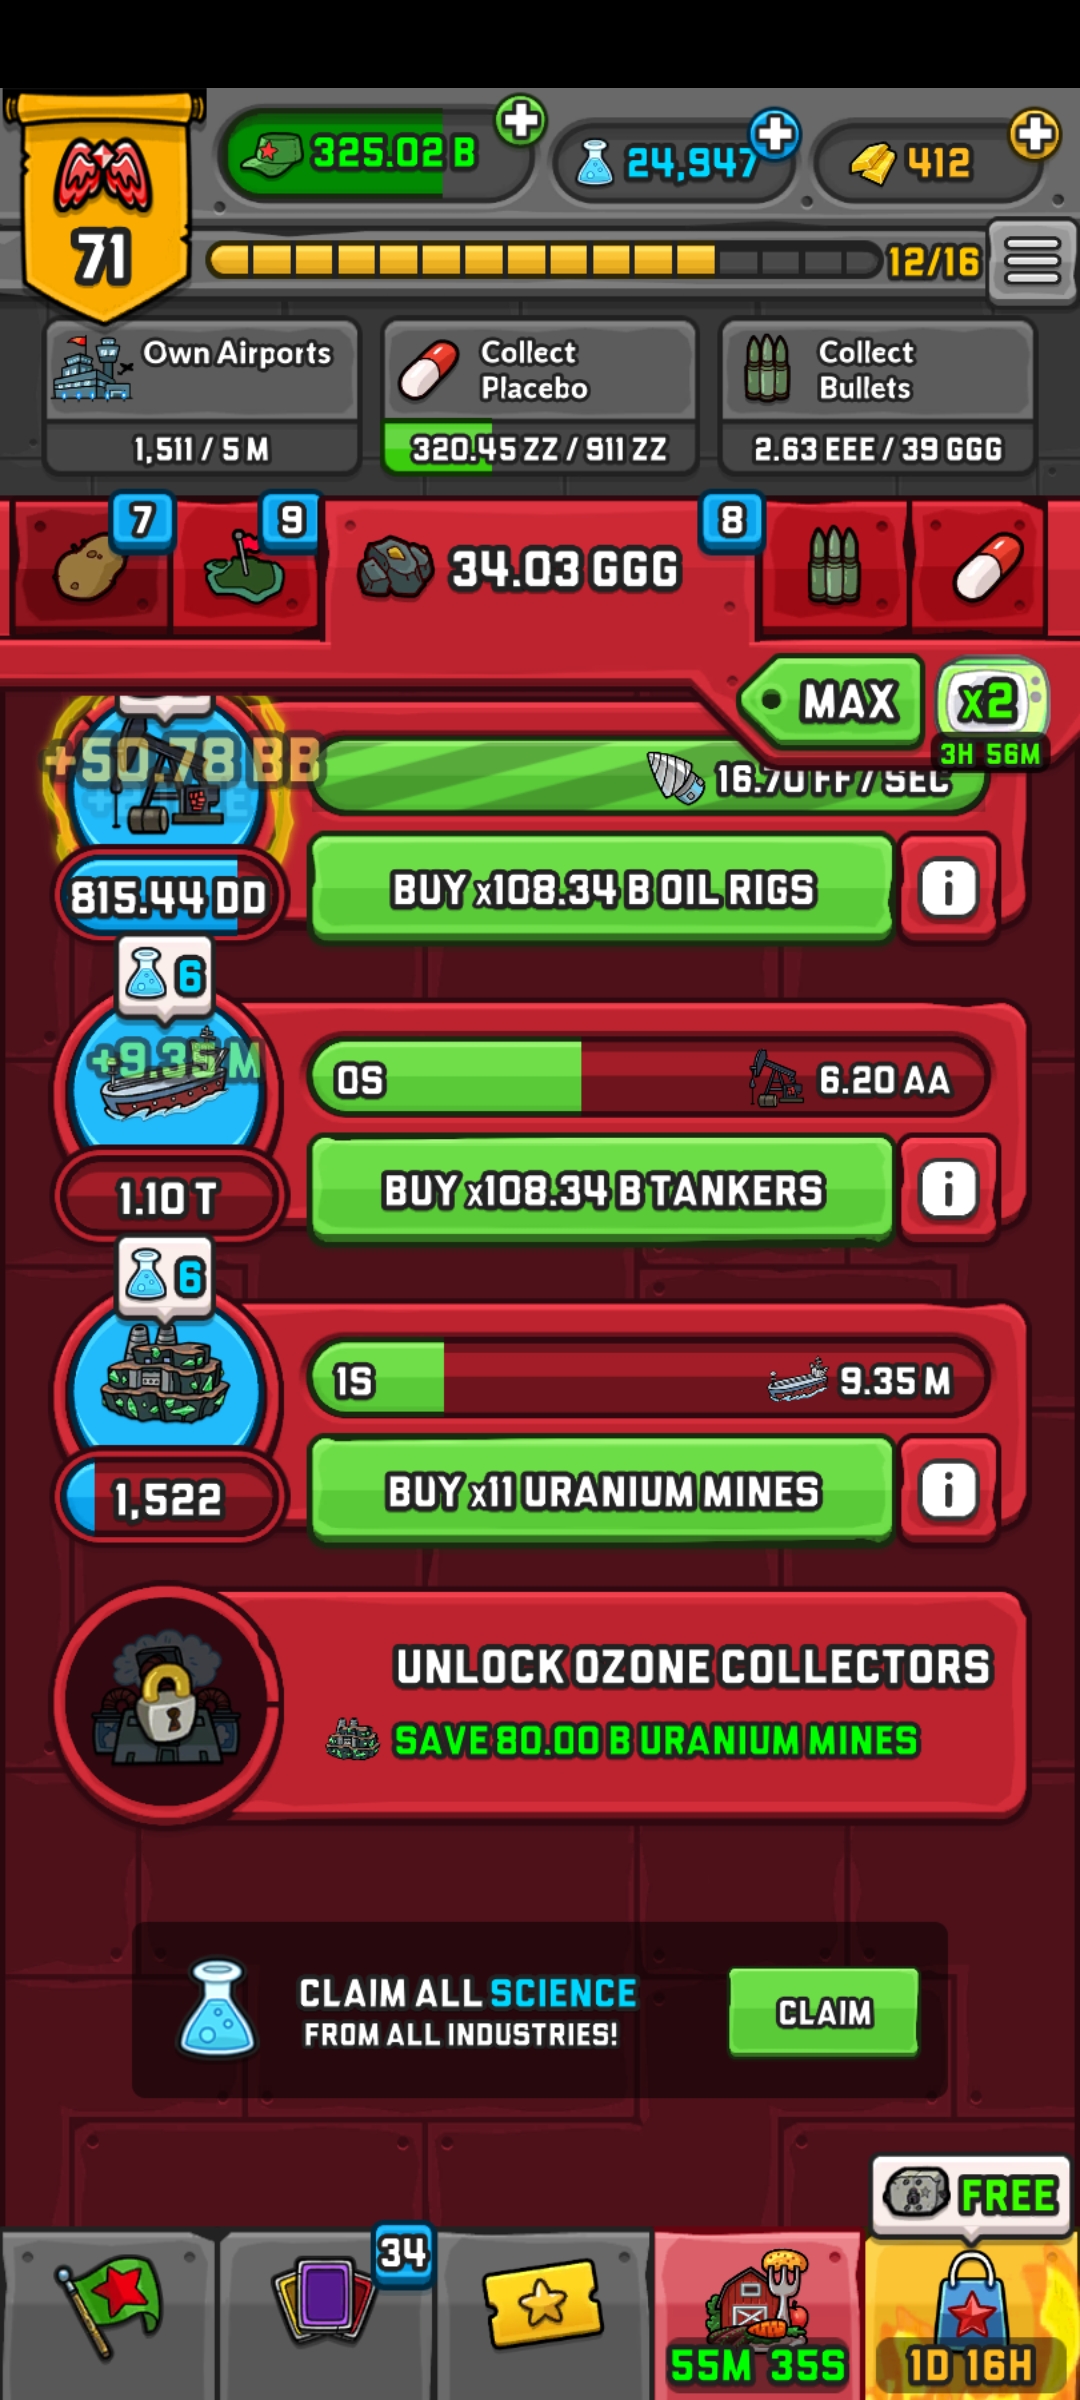 325.02 B
24,947
412
71
12/16
Own Airports
1,511 / 5 M
Collect
Placebo
320.45 ZZ / 911 ZZ
Collect
Bullets
2.63 EEE / 39 GGG
7
9
34.03 GGG
8
MAX
x2
3H 56M
+50.78 BB
16.70 FF / SEC
815.44 DD
BUY x108.34 B OIL RIGS
i
6
+9.35 M
0S
6.20 AA
1.10 T
BUY x108.34 B TANKERS
i
6
1S
9.35 M
1,522
BUY x11 URANIUM MINES
i
UNLOCK OZONE COLLECTORS
SAVE 80.00 B URANIUM MINES
CLAIM ALL SCIENCE
FROM ALL INDUSTRIES!
CLAIM
FREE
34
55M 35S
1D 16H